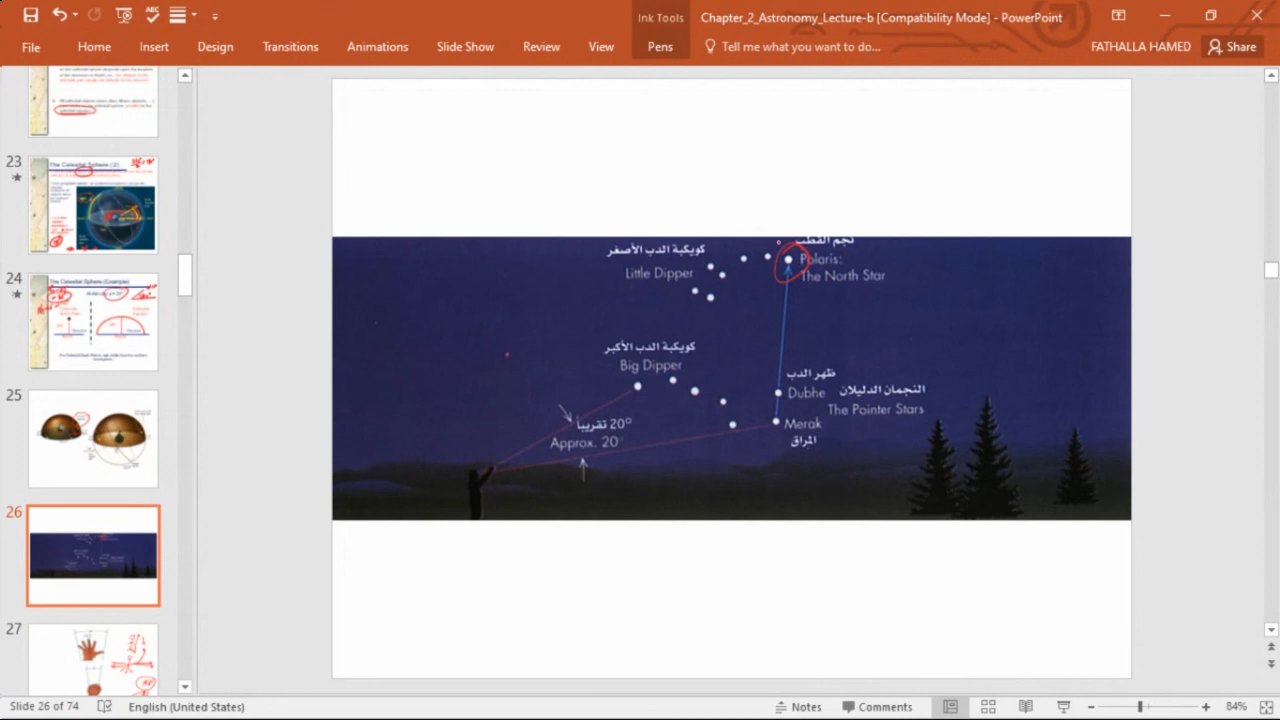 ABC
Ink Tools
Chapter_2_Astronomy_Lecture-b [Compatibility Mode] - PowerPoint
File Home Insert Design Transitions Animations Slide Show Review View Pens Tell me what you want to do... FATHALLA HAMED Share
23
The Celestial Sphere (2)
24
The Celestial Sphere (Example)
25
26
27
نجم القطب
Polaris:
The North Star
كويكبة الدب الأصغر
Little Dipper
كويكبة الدب الأكبر
Big Dipper
ظهر الدب
Dubhe
النجمان الدليلان
The Pointer Stars
Merak
المراق
20° تقريباً
Approx. 20°
Slide 26 of 74 English (United States) Notes Comments 84%